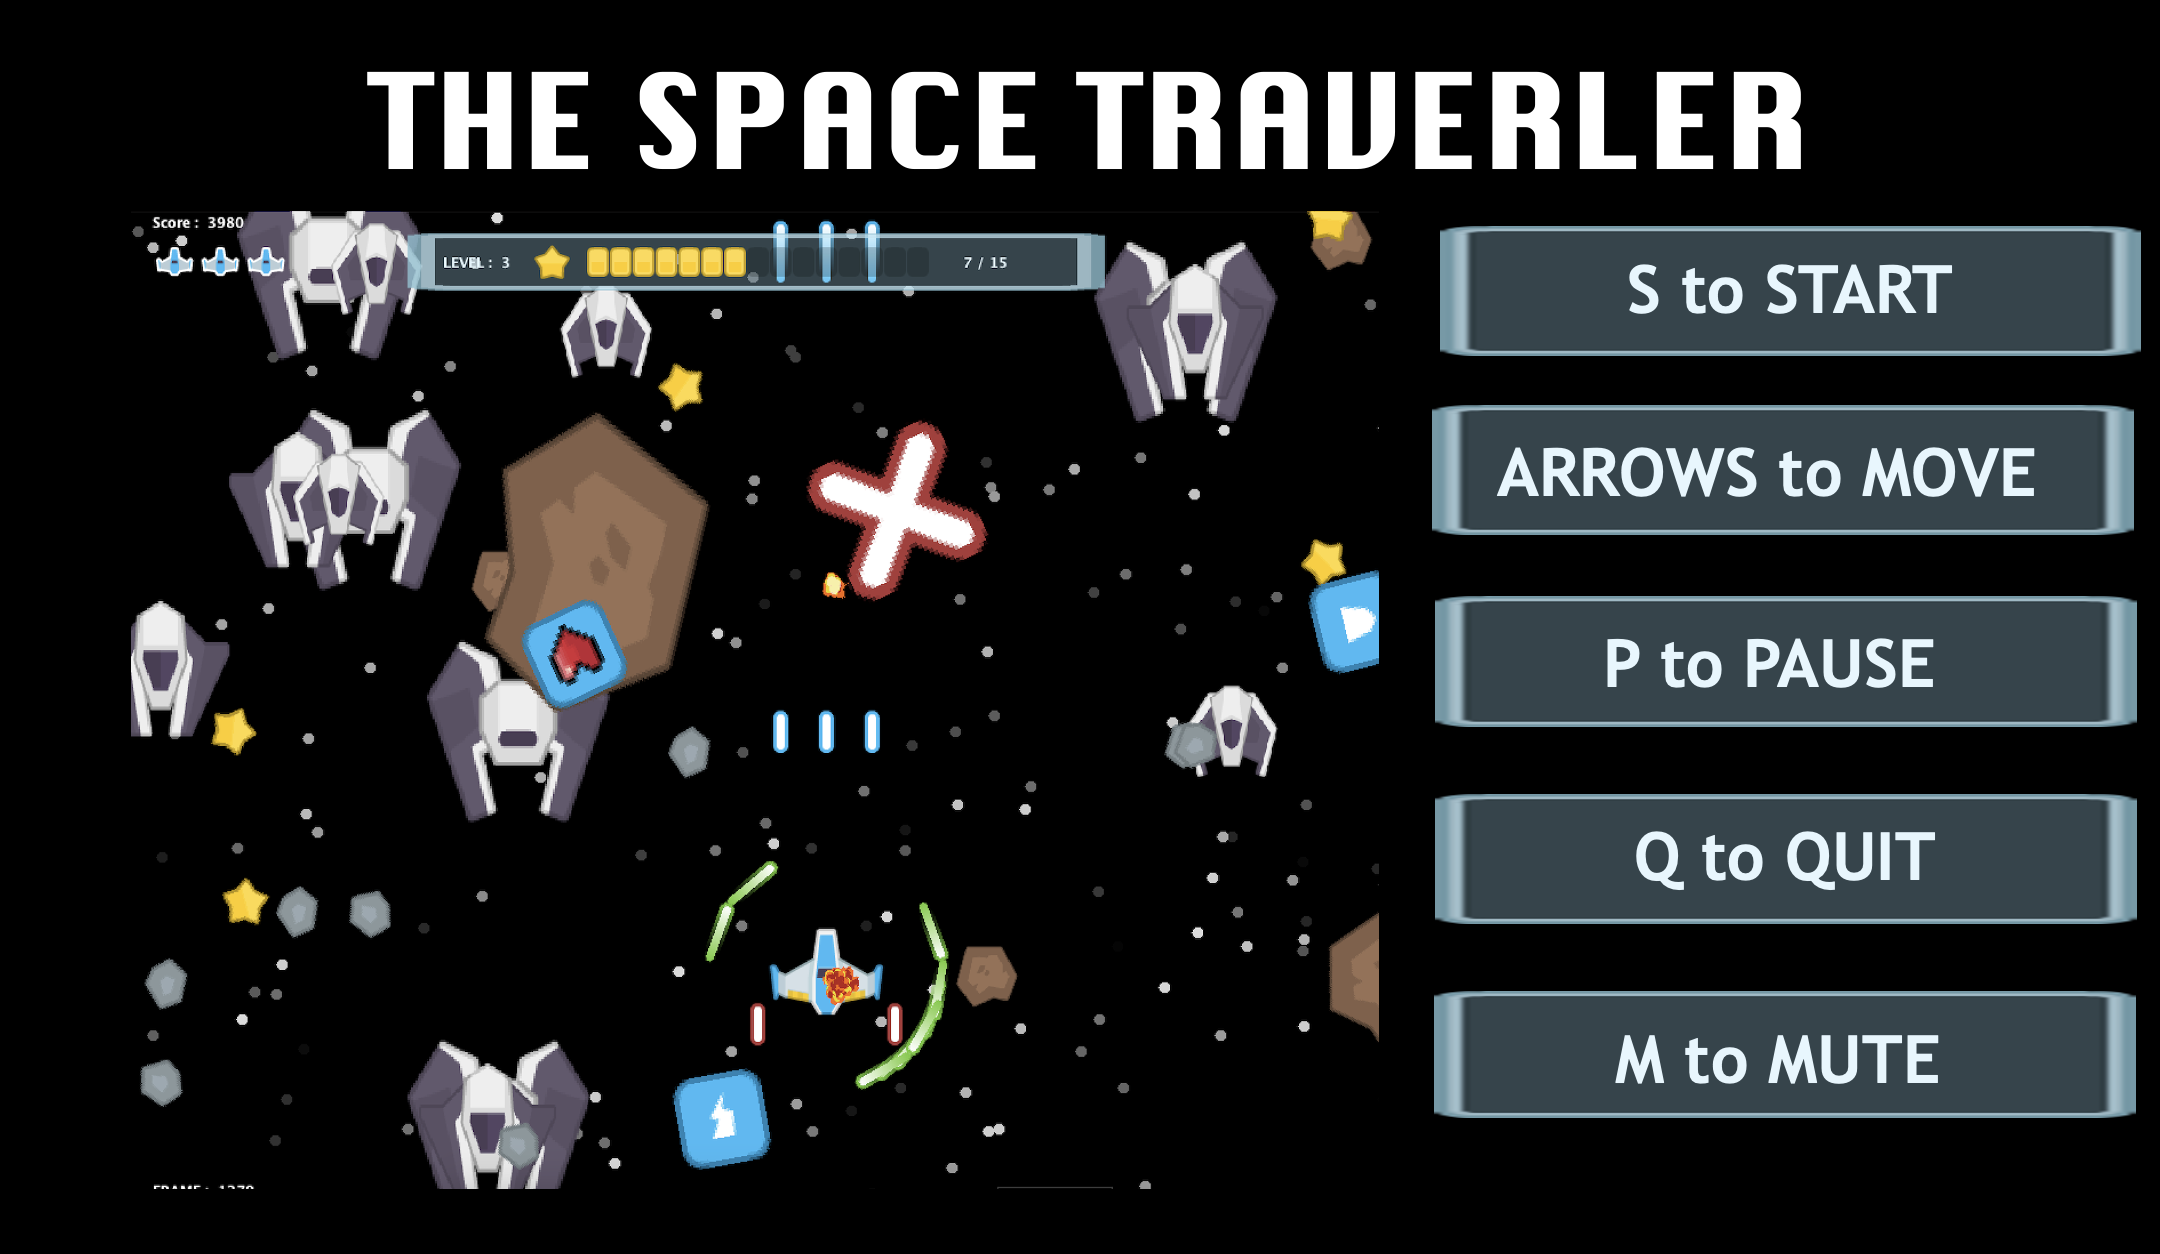 THE SPACE TRAVERLER
Score : 3980
LEVEL : 3
7 / 15
S to START
ARROWS to MOVE
P to PAUSE
Q to QUIT
M to MUTE